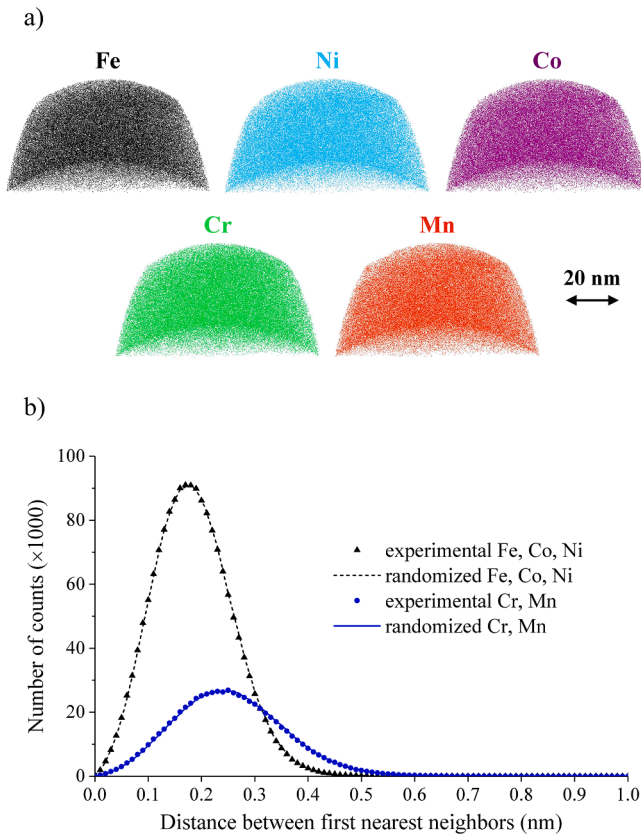 a)
Fe Ni Co
Cr Mn
20 nm
b)
Number of counts (×1000)
100
80
60
40
20
0
experimental Fe, Co, Ni
randomized Fe, Co, Ni
experimental Cr, Mn
randomized Cr, Mn
0.0 0.1 0.2 0.3 0.4 0.5 0.6 0.7 0.8 0.9 1.0
Distance between first nearest neighbors (nm)